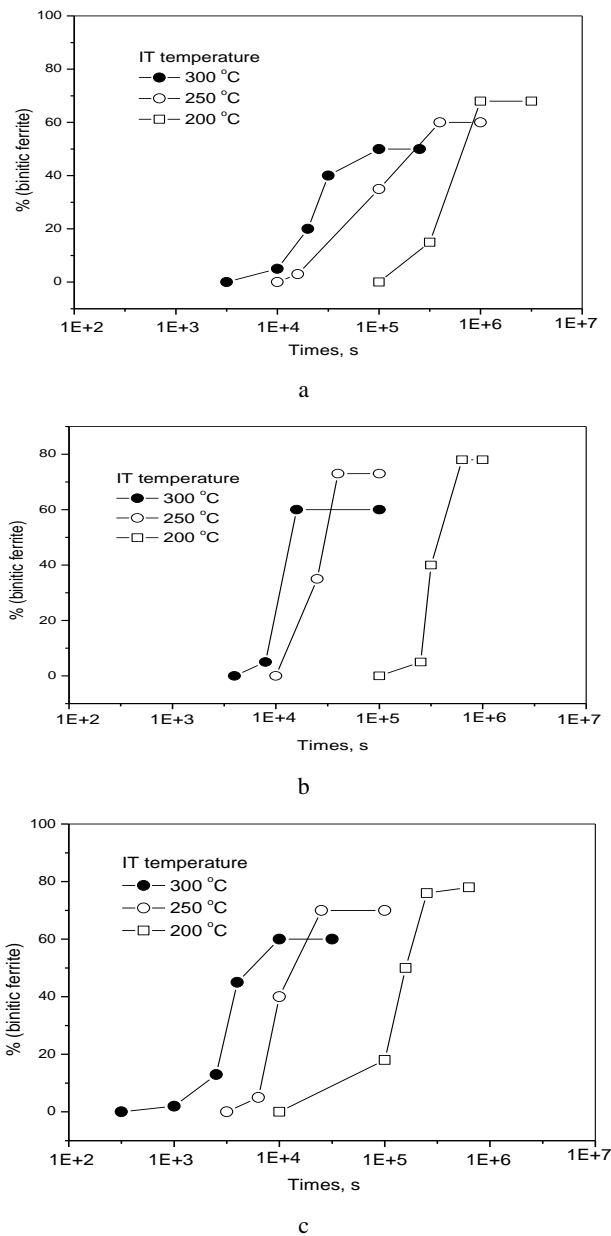 100
80
60
40
20
0
% (binitic ferrite)
IT temperature
300 °C
250 °C
200 °C
1E+2 1E+3 1E+4 1E+5 1E+6 1E+7
Times, s
a
80
60
40
20
0
% (binitic ferrite)
IT temperature
300 °C
250 °C
200 °C
1E+2 1E+3 1E+4 1E+5 1E+6 1E+7
Times, s
b
100
80
60
40
20
0
% (binitic ferrite)
IT temperature
300 °C
250 °C
200 °C
1E+2 1E+3 1E+4 1E+5 1E+6 1E+7
Times, s
c